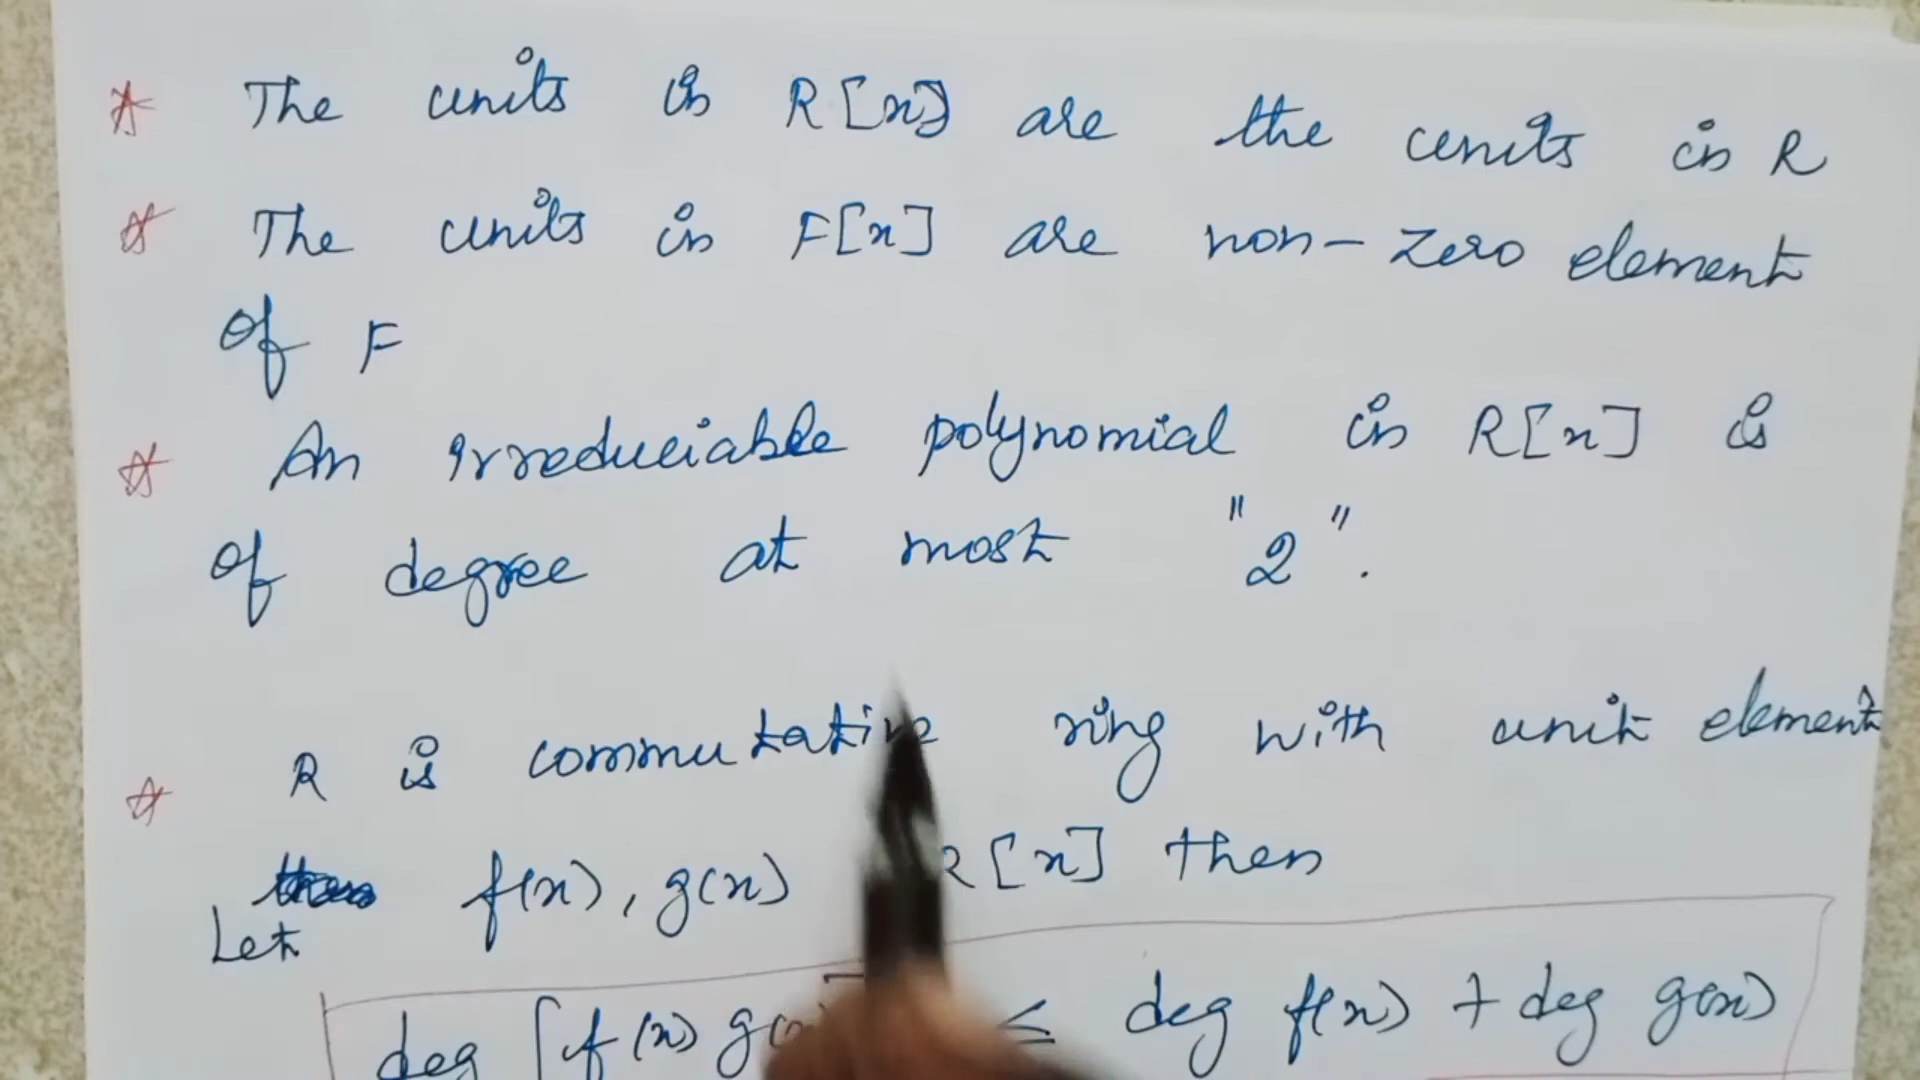 The units in R[x] are the units in R
The units in F[x] are non-zero element
of F
An irreduciable polynomial in R[x] is
of degree at most "2".
R is commutative ring with unit element
Let f(x), g(x) R[x] then
deg [f(x) g(x) ≤ deg f(x) + deg g(x)